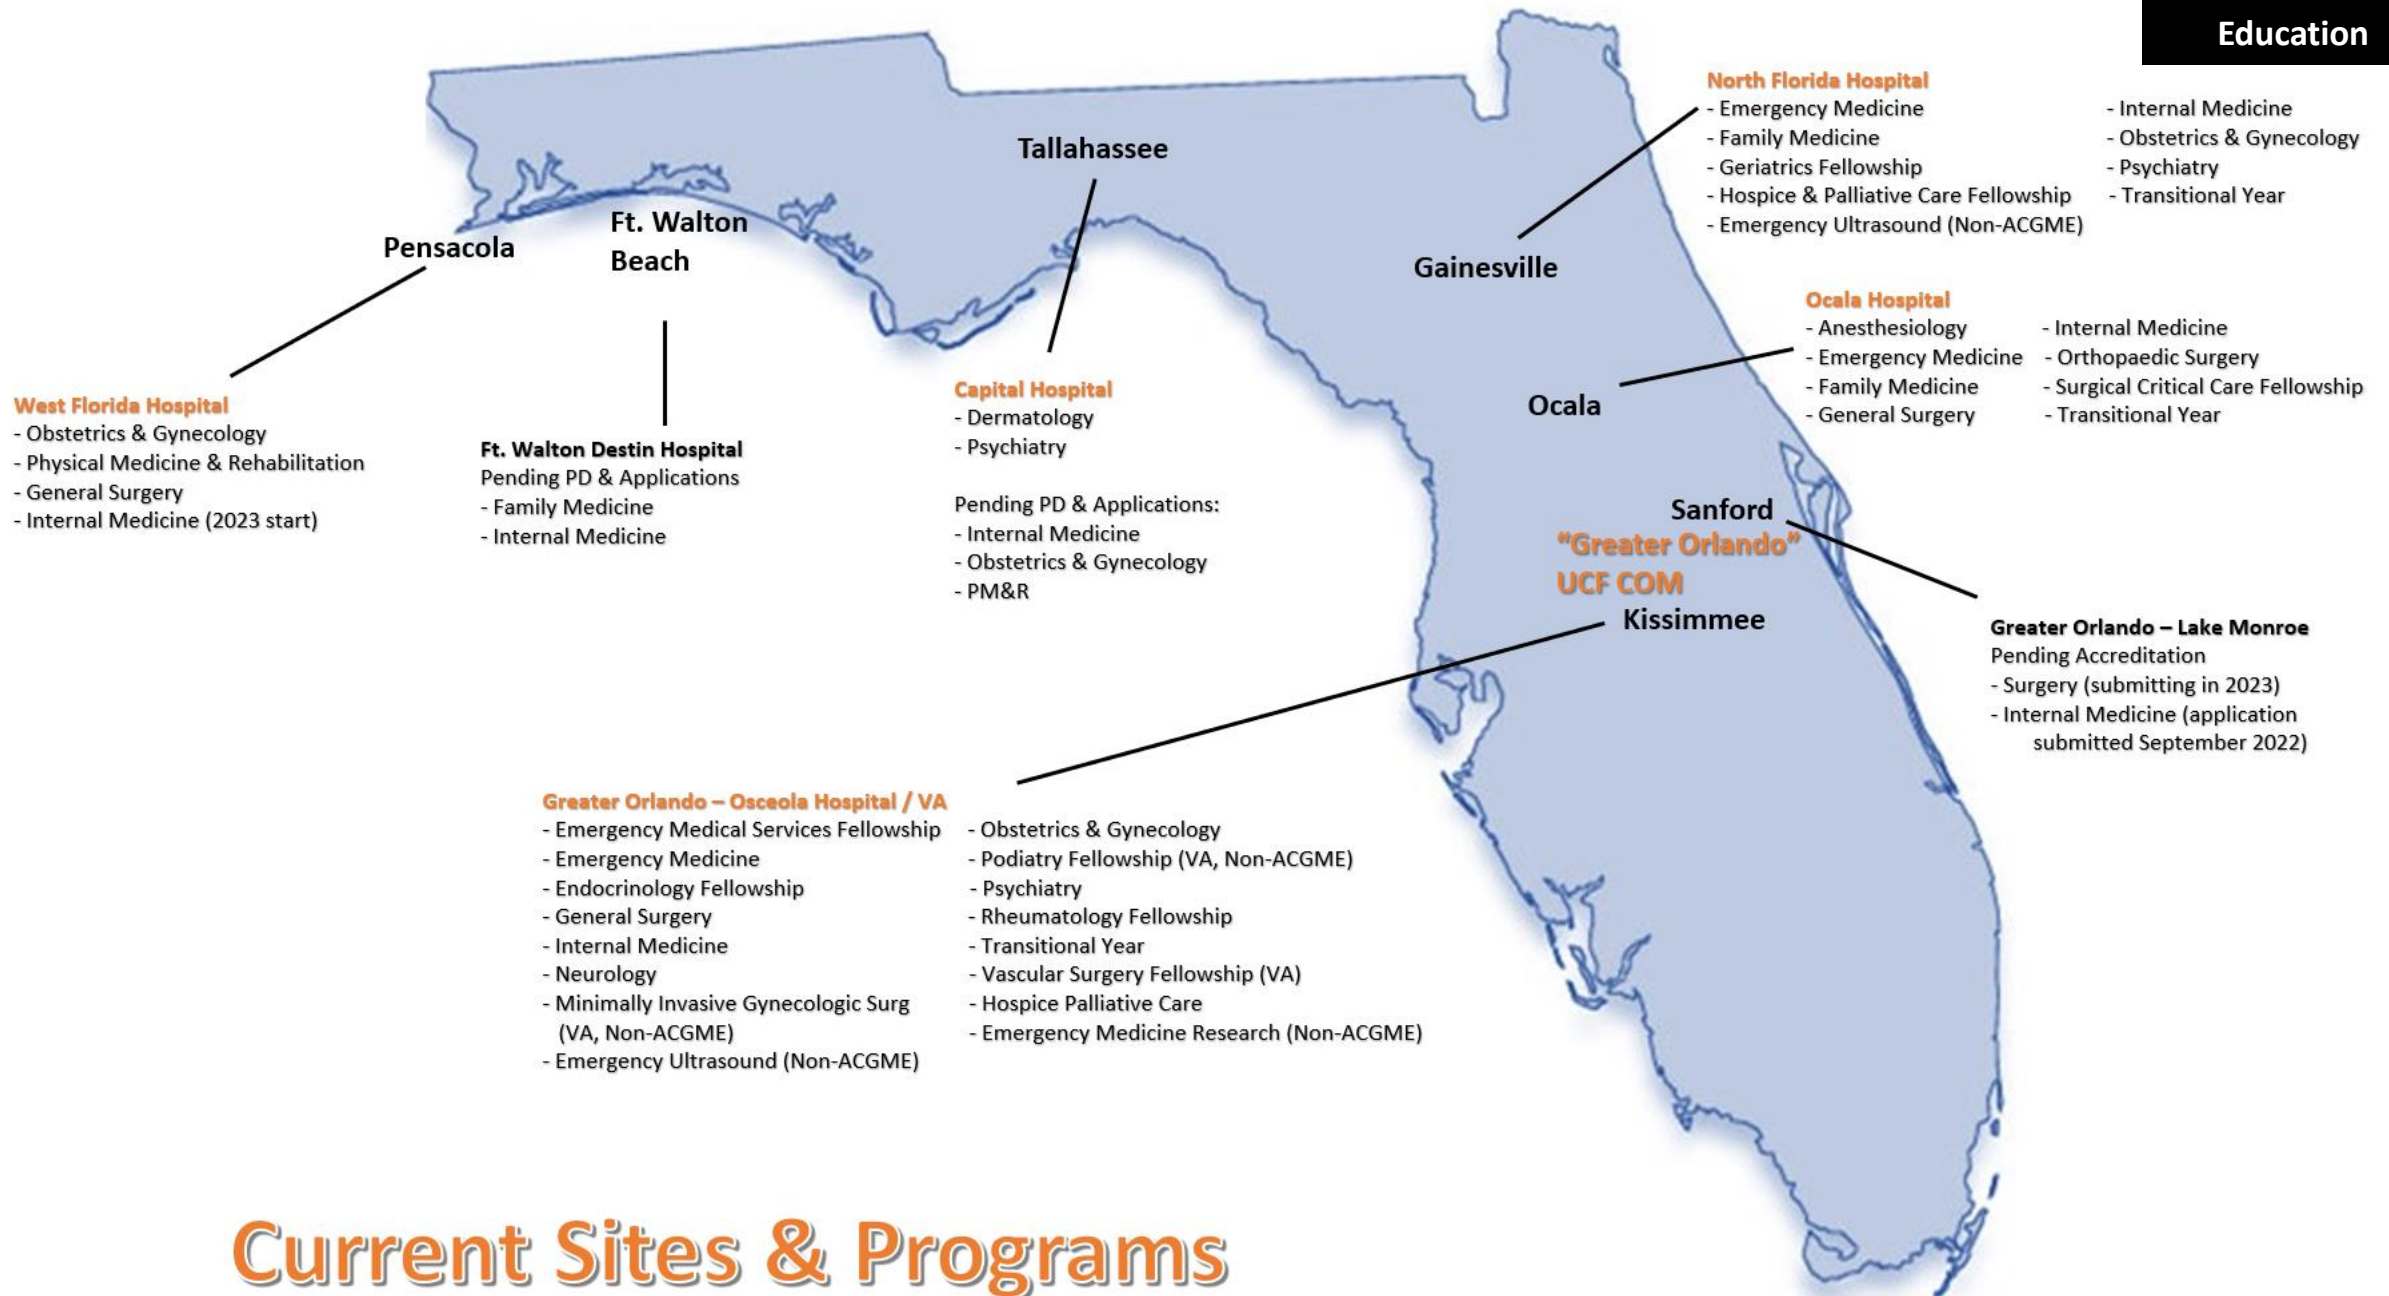 Education
North Florida Hospital
- Emergency Medicine
- Family Medicine
- Geriatrics Fellowship
- Hospice & Palliative Care Fellowship
- Emergency Ultrasound (Non-ACGME)
- Internal Medicine
- Obstetrics & Gynecology
- Psychiatry
- Transitional Year
Tallahassee
Ft. Walton
Beach
Pensacola
Gainesville
Ocala Hospital
- Anesthesiology
- Emergency Medicine
- Family Medicine
- General Surgery
- Internal Medicine
- Orthopaedic Surgery
- Surgical Critical Care Fellowship
- Transitional Year
Ocala
West Florida Hospital
- Obstetrics & Gynecology
- Physical Medicine & Rehabilitation
- General Surgery
- Internal Medicine (2023 start)
Ft. Walton Destin Hospital
Pending PD & Applications
- Family Medicine
- Internal Medicine
Capital Hospital
- Dermatology
- Psychiatry
Pending PD & Applications:
- Internal Medicine
- Obstetrics & Gynecology
- PM&R
Sanford
"Greater Orlando"
UCF COM
Kissimmee
Greater Orlando – Lake Monroe
Pending Accreditation
- Surgery (submitting in 2023)
- Internal Medicine (application
submitted September 2022)
Greater Orlando – Osceola Hospital / VA
- Emergency Medical Services Fellowship
- Emergency Medicine
- Endocrinology Fellowship
- General Surgery
- Internal Medicine
- Neurology
- Minimally Invasive Gynecologic Surg
(VA, Non-ACGME)
- Emergency Ultrasound (Non-ACGME)
- Obstetrics & Gynecology
- Podiatry Fellowship (VA, Non-ACGME)
- Psychiatry
- Rheumatology Fellowship
- Transitional Year
- Vascular Surgery Fellowship (VA)
- Hospice Palliative Care
- Emergency Medicine Research (Non-ACGME)
Current Sites & Programs